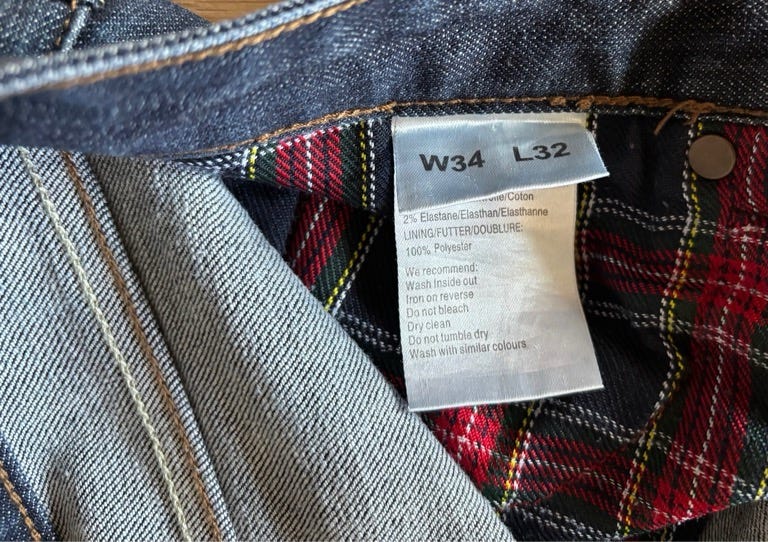 W34 L32
2% Elastane/Elasthan/Elasthanne
LINING/FUTTER/DOUBLURE:
100% Polyester
We recommend:
Wash Inside out
Iron on reverse
Do not bleach
Dry clean
Do not tumble dry
Wash with similar colours